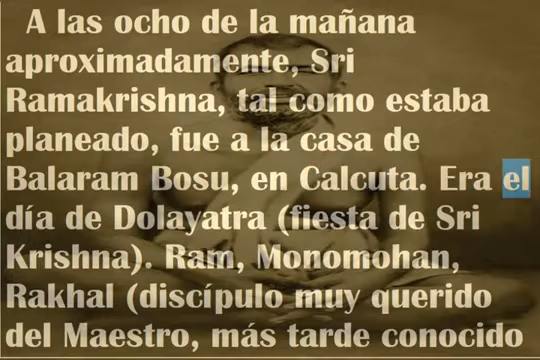 A las ocho de la mañana
aproximadamente, Sri
Ramakrishna, tal como estaba
planeado, fue a la casa de
Balaram Bosu, en Calcuta. Era el
día de Dolayatra (fiesta de Sri
Krishna). Ram, Monomohan,
Rakhal (discípulo muy querido
del Maestro, más tarde conocido